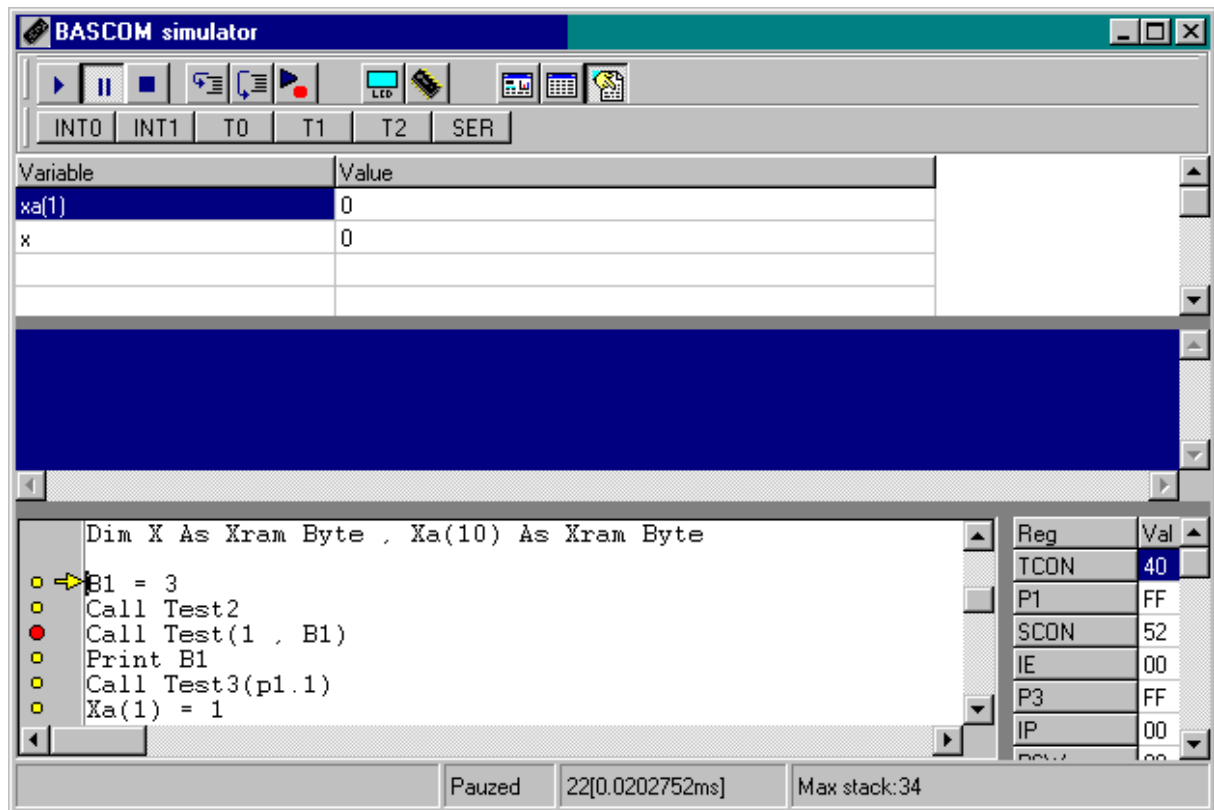 BASCOM simulator
LCD
INT0 INT1 T0 T1 T2 SER
Variable Value
xa(1) 0
x 0
Dim X As Xram Byte , Xa(10) As Xram Byte
B1 = 3
Call Test2
Call Test(1 , B1)
Print B1
Call Test3(p1.1)
Xa(1) = 1
Reg Val
TCON 40
P1 FF
SCON 52
IE 00
P3 FF
IP 00
Pauzed 22[0.0202752ms] Max stack:34